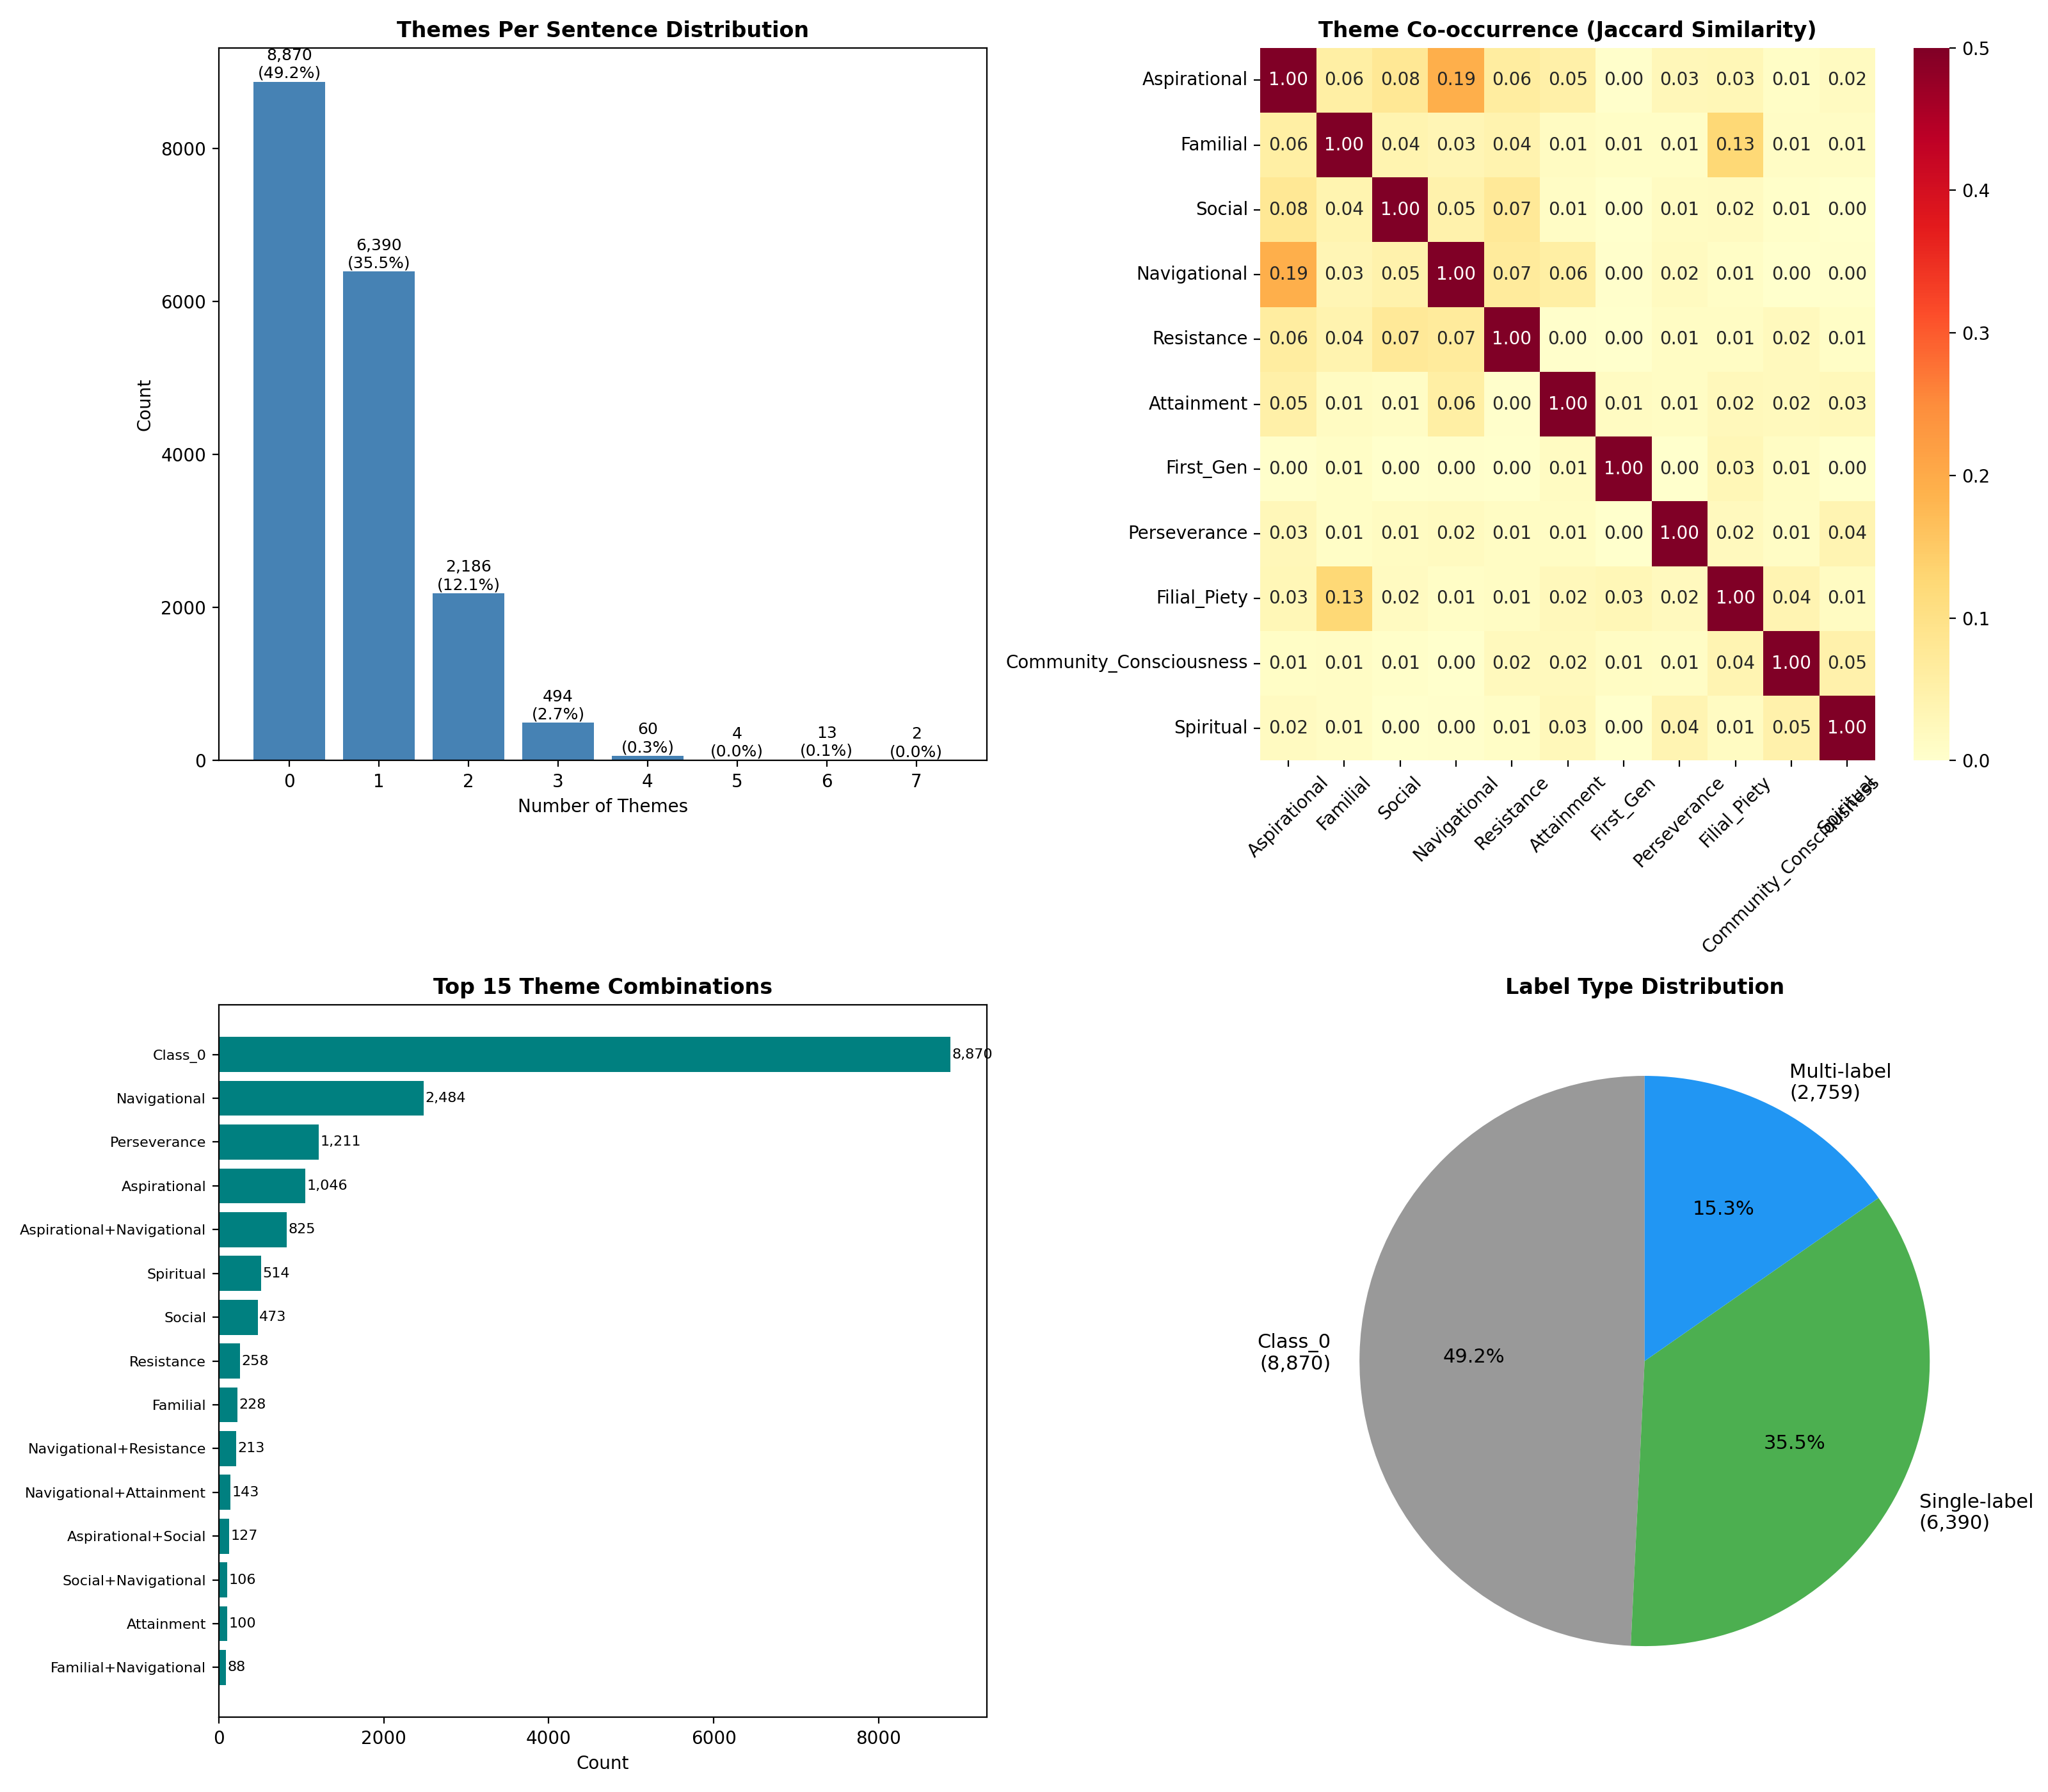 Themes Per Sentence Distribution
8,870
(49.2%)
6,390
(35.5%)
2,186
(12.1%)
494
(2.7%)
60
(0.3%)
4
(0.0%)
13
(0.1%)
2
(0.0%)
8000
6000
4000
2000
0
Count
0 1 2 3 4 5 6 7
Number of Themes
Theme Co-occurrence (Jaccard Similarity)
Aspirational 1.00 0.06 0.08 0.19 0.06 0.05 0.00 0.03 0.03 0.01 0.02
Familial 0.06 1.00 0.04 0.03 0.04 0.01 0.01 0.01 0.13 0.01 0.01
Social 0.08 0.04 1.00 0.05 0.07 0.01 0.00 0.01 0.02 0.01 0.00
Navigational 0.19 0.03 0.05 1.00 0.07 0.06 0.00 0.02 0.01 0.00 0.00
Resistance 0.06 0.04 0.07 0.07 1.00 0.00 0.00 0.01 0.01 0.02 0.01
Attainment 0.05 0.01 0.01 0.06 0.00 1.00 0.01 0.01 0.02 0.02 0.03
First_Gen 0.00 0.01 0.00 0.00 0.00 0.01 1.00 0.00 0.03 0.01 0.00
Perseverance 0.03 0.01 0.01 0.02 0.01 0.01 0.00 1.00 0.02 0.01 0.04
Filial_Piety 0.03 0.13 0.02 0.01 0.01 0.02 0.03 0.02 1.00 0.04 0.01
Community_Consciousness 0.01 0.01 0.01 0.00 0.02 0.02 0.01 0.01 0.04 1.00 0.05
Spiritual 0.02 0.01 0.00 0.00 0.01 0.03 0.00 0.04 0.01 0.05 1.00
Aspirational
Familial
Social
Navigational
Resistance
Attainment
First_Gen
Perseverance
Filial_Piety
Community_Consciousness
Spiritual
0.5
0.4
0.3
0.2
0.1
0.0
Top 15 Theme Combinations
Class_0 8,870
Navigational 2,484
Perseverance 1,211
Aspirational 1,046
Aspirational+Navigational 825
Spiritual 514
Social 473
Resistance 258
Familial 228
Navigational+Resistance 213
Navigational+Attainment 143
Aspirational+Social 127
Social+Navigational 106
Attainment 100
Familial+Navigational 88
0 2000 4000 6000 8000
Count
Label Type Distribution
Multi-label
(2,759)
15.3%
Class_0
(8,870)
49.2%
35.5%
Single-label
(6,390)